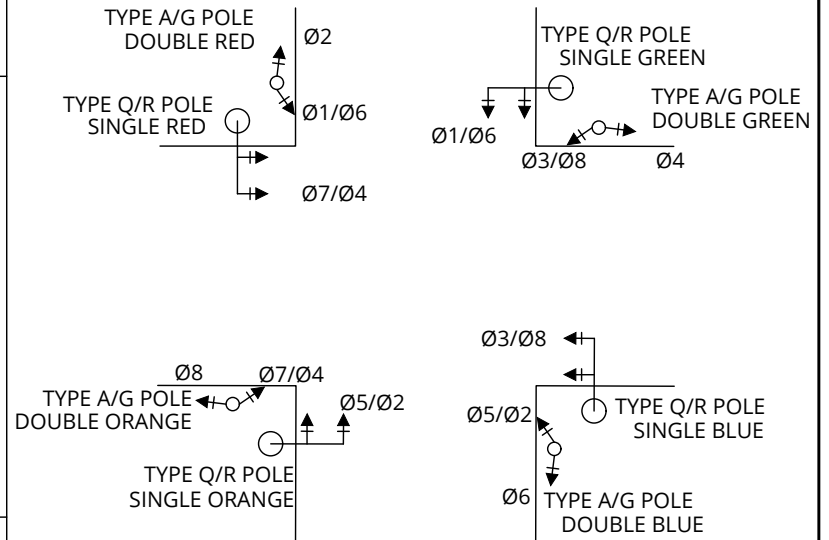 TYPE A/G POLE
DOUBLE RED
Ø2
TYPE Q/R POLE
SINGLE RED
Ø1/Ø6
Ø7/Ø4
TYPE Q/R POLE
SINGLE GREEN
TYPE A/G POLE
DOUBLE GREEN
Ø1/Ø6
Ø3/Ø8
Ø4
Ø8
Ø7/Ø4
TYPE A/G POLE
DOUBLE ORANGE
Ø5/Ø2
TYPE Q/R POLE
SINGLE ORANGE
Ø3/Ø8
Ø5/Ø2
TYPE Q/R POLE
SINGLE BLUE
Ø6
TYPE A/G POLE
DOUBLE BLUE